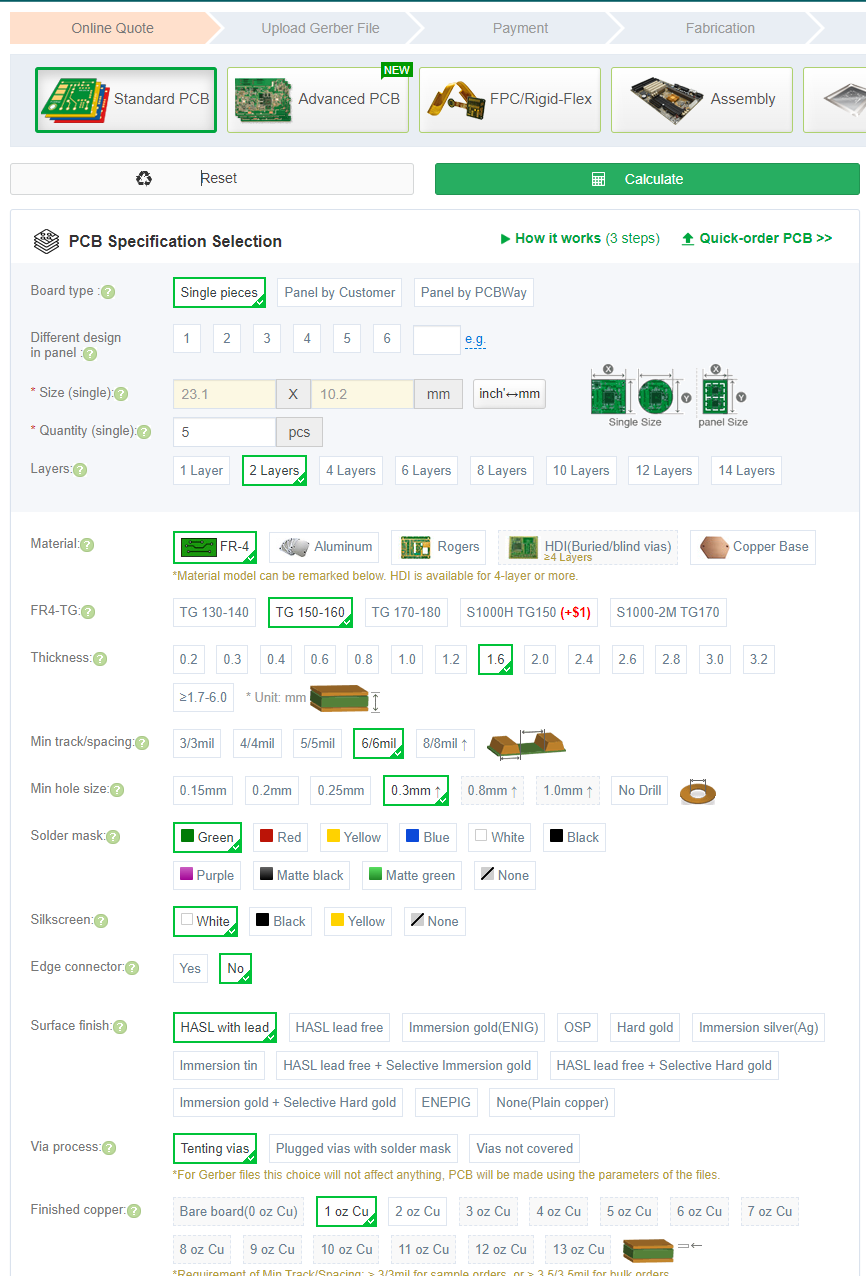 Online Quote Upload Gerber File Payment Fabrication
NEW
Standard PCB Advanced PCB FPC/Rigid-Flex Assembly
Reset Calculate
PCB Specification Selection How it works (3 steps) Quick-order PCB >>
Board type : Single pieces Panel by Customer Panel by PCBWay
Different design
in panel : 1 2 3 4 5 6 e.g.
* Size (single): 23.1 X 10.2 mm inch'↔mm
X Y X Y
Single Size panel Size
* Quantity (single): 5 pcs
Layers: 1 Layer 2 Layers 4 Layers 6 Layers 8 Layers 10 Layers 12 Layers 14 Layers
Material: FR-4 Aluminum Rogers HDI(Buried/blind vias) Copper Base
≥4 Layers
*Material model can be remarked below. HDI is available for 4-layer or more.
FR4-TG: TG 130-140 TG 150-160 TG 170-180 S1000H TG150 (+$1) S1000-2M TG170
Thickness: 0.2 0.3 0.4 0.6 0.8 1.0 1.2 1.6 2.0 2.4 2.6 2.8 3.0 3.2
≥1.7-6.0 * Unit: mm
Min track/spacing: 3/3mil 4/4mil 5/5mil 6/6mil 8/8mil ↑
Min hole size: 0.15mm 0.2mm 0.25mm 0.3mm ↑ 0.8mm ↑ 1.0mm ↑ No Drill
Solder mask: Green Red Yellow Blue White Black
Purple Matte black Matte green None
Silkscreen: White Black Yellow None
Edge connector: Yes No
Surface finish: HASL with lead HASL lead free Immersion gold(ENIG) OSP Hard gold Immersion silver(Ag)
Immersion tin HASL lead free + Selective Immersion gold HASL lead free + Selective Hard gold
Immersion gold + Selective Hard gold ENEPIG None(Plain copper)
Via process: Tenting vias Plugged vias with solder mask Vias not covered
*For Gerber files this choice will not affect anything, PCB will be made using the parameters of the files.
Finished copper: Bare board(0 oz Cu) 1 oz Cu 2 oz Cu 3 oz Cu 4 oz Cu 5 oz Cu 6 oz Cu 7 oz Cu
8 oz Cu 9 oz Cu 10 oz Cu 11 oz Cu 12 oz Cu 13 oz Cu
*Requirement of Min Track/Spacing: ≥ 3/3mil for sample orders, or ≥ 3.5/3.5mil for bulk orders